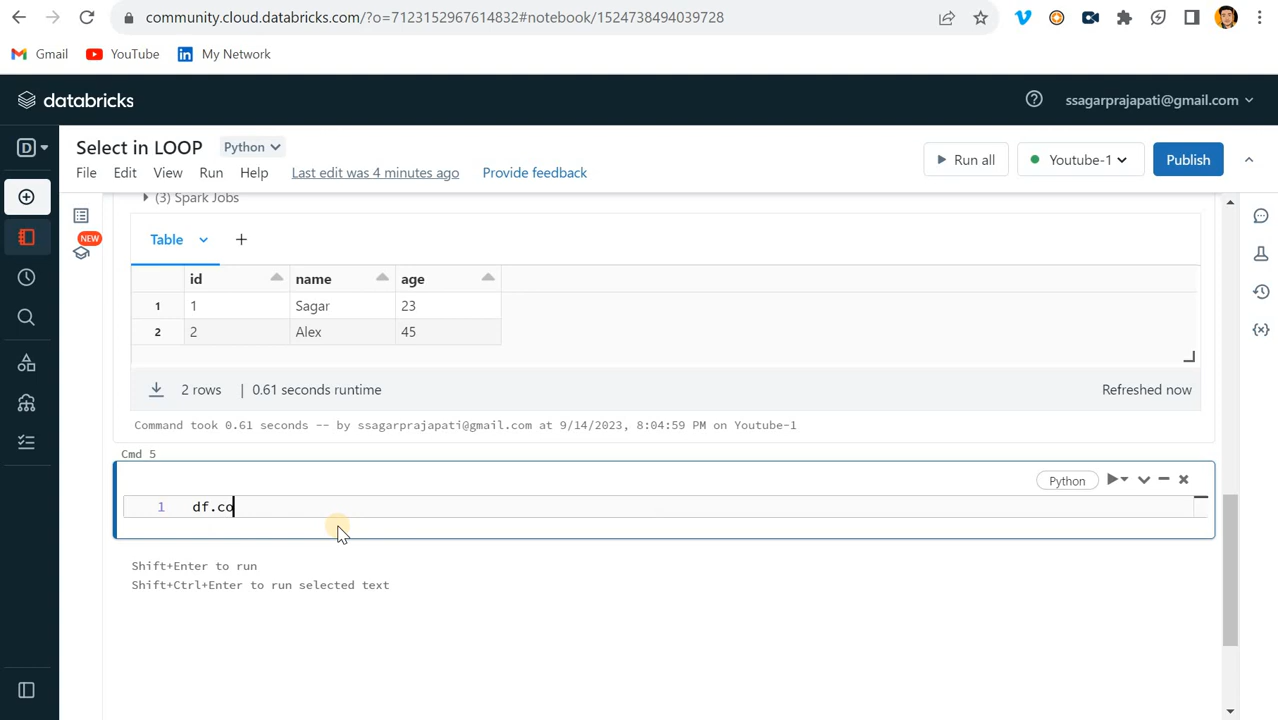 community.cloud.databricks.com/?o=7123152967614832#notebook/1524738494039728
Gmail YouTube My Network
databricks ssagarprajapati@gmail.com
D Select in LOOP Python Run all Youtube-1 Publish
File Edit View Run Help Last edit was 4 minutes ago Provide feedback
(3) Spark Jobs
NEW Table +
id name age
1 1 Sagar 23
2 2 Alex 45
2 rows | 0.61 seconds runtime Refreshed now
Command took 0.61 seconds -- by ssagarprajapati@gmail.com at 9/14/2023, 8:04:59 PM on Youtube-1
Cmd 5
Python
1 df.co
Shift+Enter to run
Shift+Ctrl+Enter to run selected text